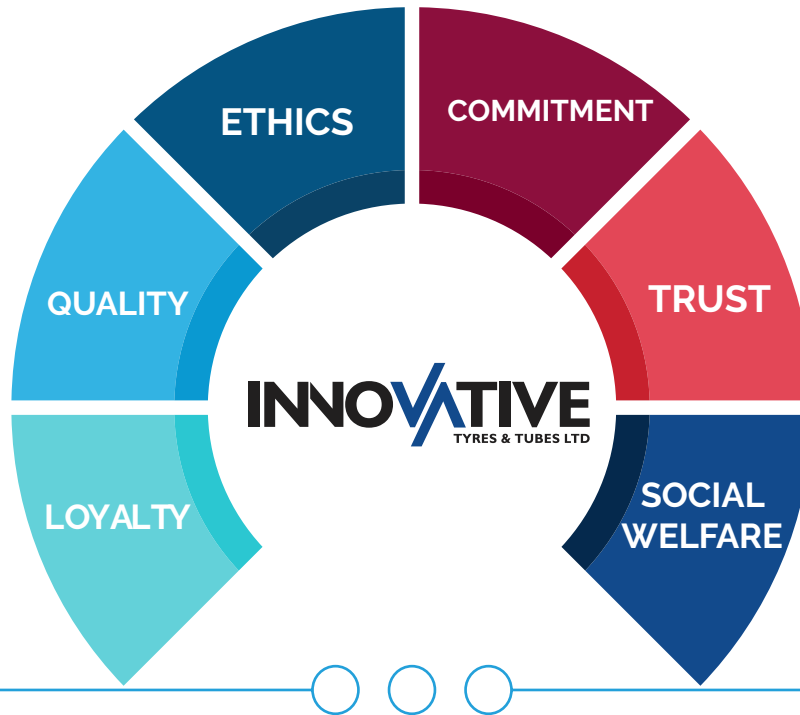 ETHICS
COMMITMENT
QUALITY
TRUST
INNOVATIVE
TYRES & TUBES LTD
LOYALTY
SOCIAL
WELFARE